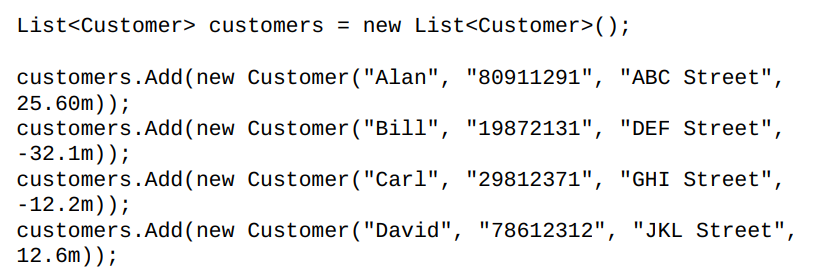 List<Customer> customers = new List<Customer>();
customers.Add(new Customer("Alan", "80911291", "ABC Street",
25.60m));
customers.Add(new Customer("Bill", "19872131", "DEF Street",
-32.1m));
customers.Add(new Customer("Carl", "29812371", "GHI Street",
-12.2m));
customers.Add(new Customer("David", "78612312", "JKL Street",
12.6m));